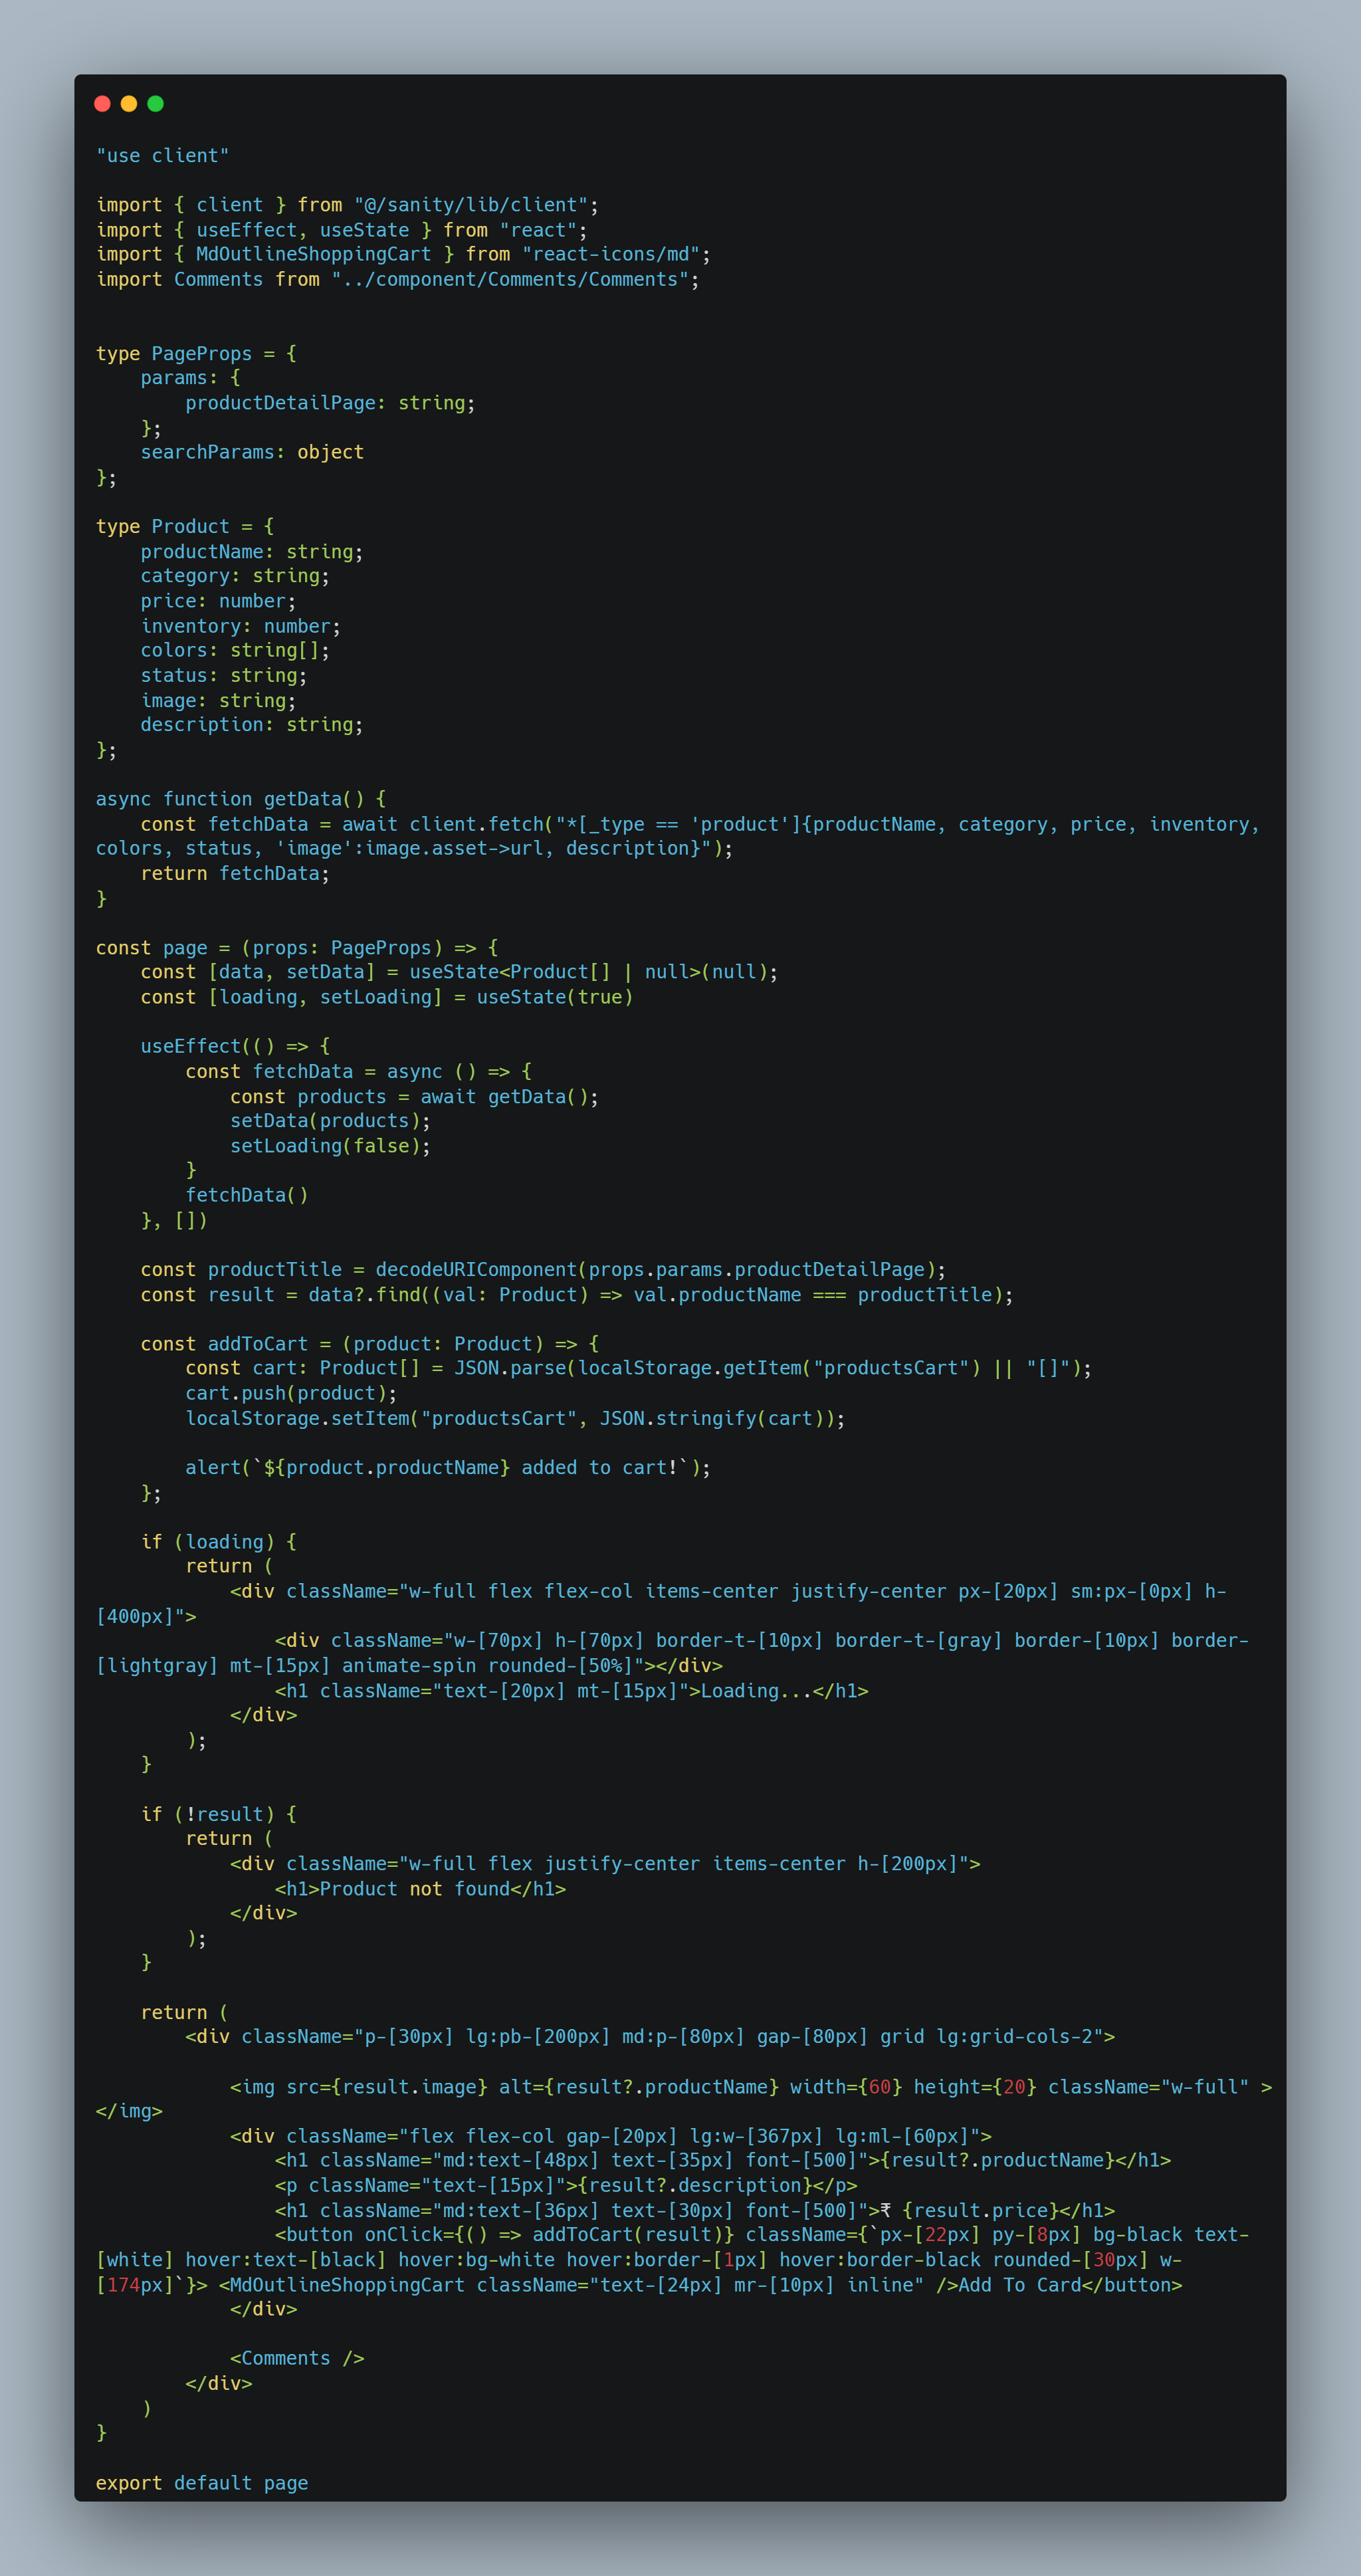 "use client"

import { client } from "@/sanity/lib/client";
import { useEffect, useState } from "react";
import { MdOutlineShoppingCart } from "react-icons/md";
import Comments from "../component/Comments/Comments";


type PageProps = {
    params: {
        productDetailPage: string;
    };
    searchParams: object
};

type Product = {
    productName: string;
    category: string;
    price: number;
    inventory: number;
    colors: string[];
    status: string;
    image: string;
    description: string;
};

async function getData() {
    const fetchData = await client.fetch("*[_type == 'product']{productName, category, price, inventory,
colors, status, 'image':image.asset->url, description}");
    return fetchData;
}

const page = (props: PageProps) => {
    const [data, setData] = useState<Product[] | null>(null);
    const [loading, setLoading] = useState(true)

    useEffect(() => {
        const fetchData = async () => {
            const products = await getData();
            setData(products);
            setLoading(false);
        }
        fetchData()
    }, [])

    const productTitle = decodeURIComponent(props.params.productDetailPage);
    const result = data?.find((val: Product) => val.productName === productTitle);

    const addToCart = (product: Product) => {
        const cart: Product[] = JSON.parse(localStorage.getItem("productsCart") || "[]");
        cart.push(product);
        localStorage.setItem("productsCart", JSON.stringify(cart));

        alert(`${product.productName} added to cart!`);
    };

    if (loading) {
        return (
            <div className="w-full flex flex-col items-center justify-center px-[20px] sm:px-[0px] h-
[400px]">
                <div className="w-[70px] h-[70px] border-t-[10px] border-t-[gray] border-[10px] border-
[lightgray] mt-[15px] animate-spin rounded-[50%]"></div>
                <h1 className="text-[20px] mt-[15px]">Loading...</h1>
            </div>
        );
    }

    if (!result) {
        return (
            <div className="w-full flex justify-center items-center h-[200px]">
                <h1>Product not found</h1>
            </div>
        );
    }

    return (
        <div className="p-[30px] lg:pb-[200px] md:p-[80px] gap-[80px] grid lg:grid-cols-2">

            <img src={result.image} alt={result?.productName} width={60} height={20} className="w-full" >
</img>
            <div className="flex flex-col gap-[20px] lg:w-[367px] lg:ml-[60px]">
                <h1 className="md:text-[48px] text-[35px] font-[500]">{result?.productName}</h1>
                <p className="text-[15px]">{result?.description}</p>
                <h1 className="md:text-[36px] text-[30px] font-[500]">₹ {result.price}</h1>
                <button onClick={() => addToCart(result)} className={`px-[22px] py-[8px] bg-black text-
[white] hover:text-[black] hover:bg-white hover:border-[1px] hover:border-black rounded-[30px] w-
[174px]`}> <MdOutlineShoppingCart className="text-[24px] mr-[10px] inline" />Add To Card</button>
            </div>

            <Comments />
        </div>
    )
}

export default page